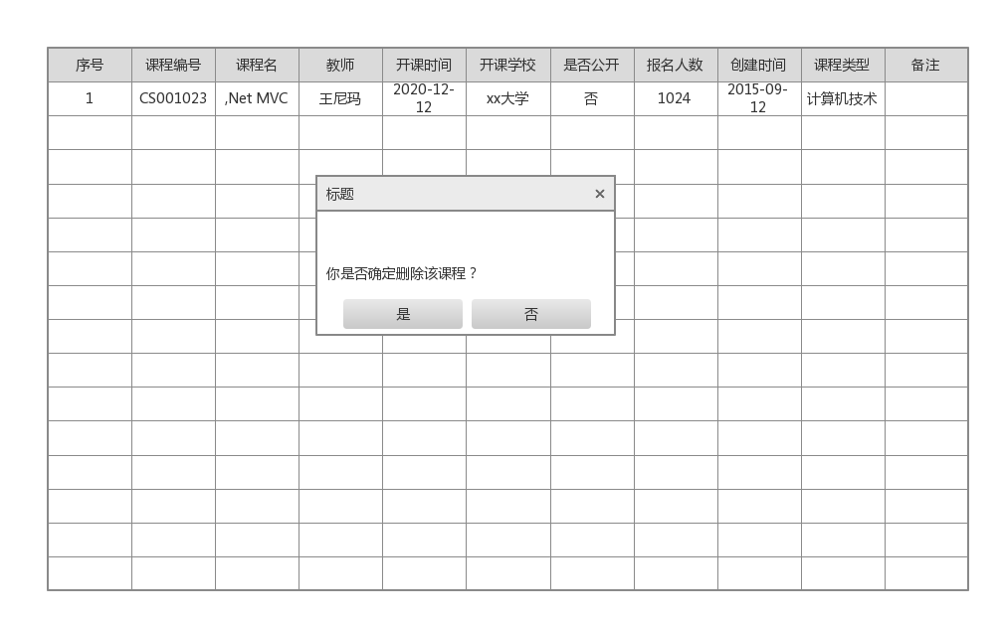 序号 课程编号 课程名 教师 开课时间 开课学校 是否公开 报名人数 创建时间 课程类型 备注
1 CS001023 ,Net MVC 王尼玛 2020-12-12 xx大学 否 1024 2015-09-12 计算机技术
标题 ×
你是否确定删除该课程？
是 否